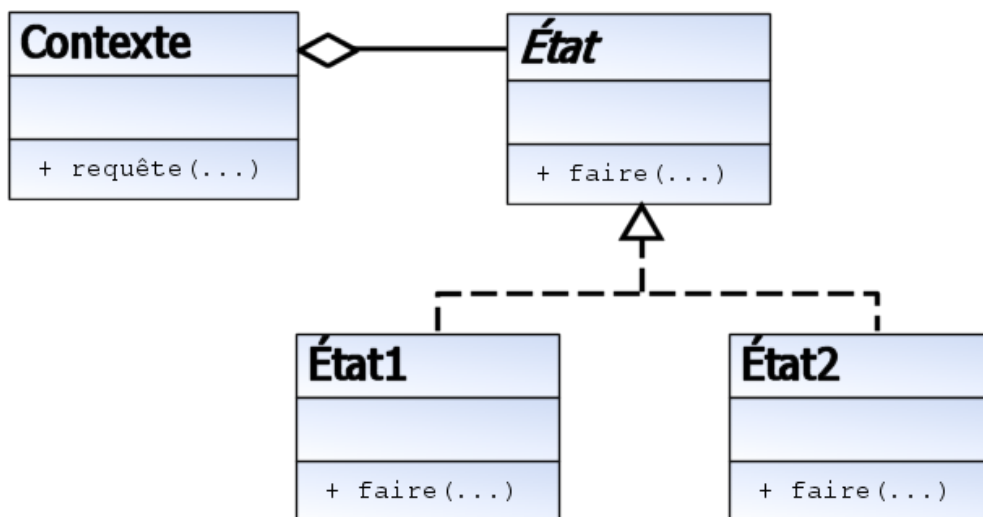 Contexte
+ requête(...)
État
+ faire(...)
État1
+ faire(...)
État2
+ faire(...)